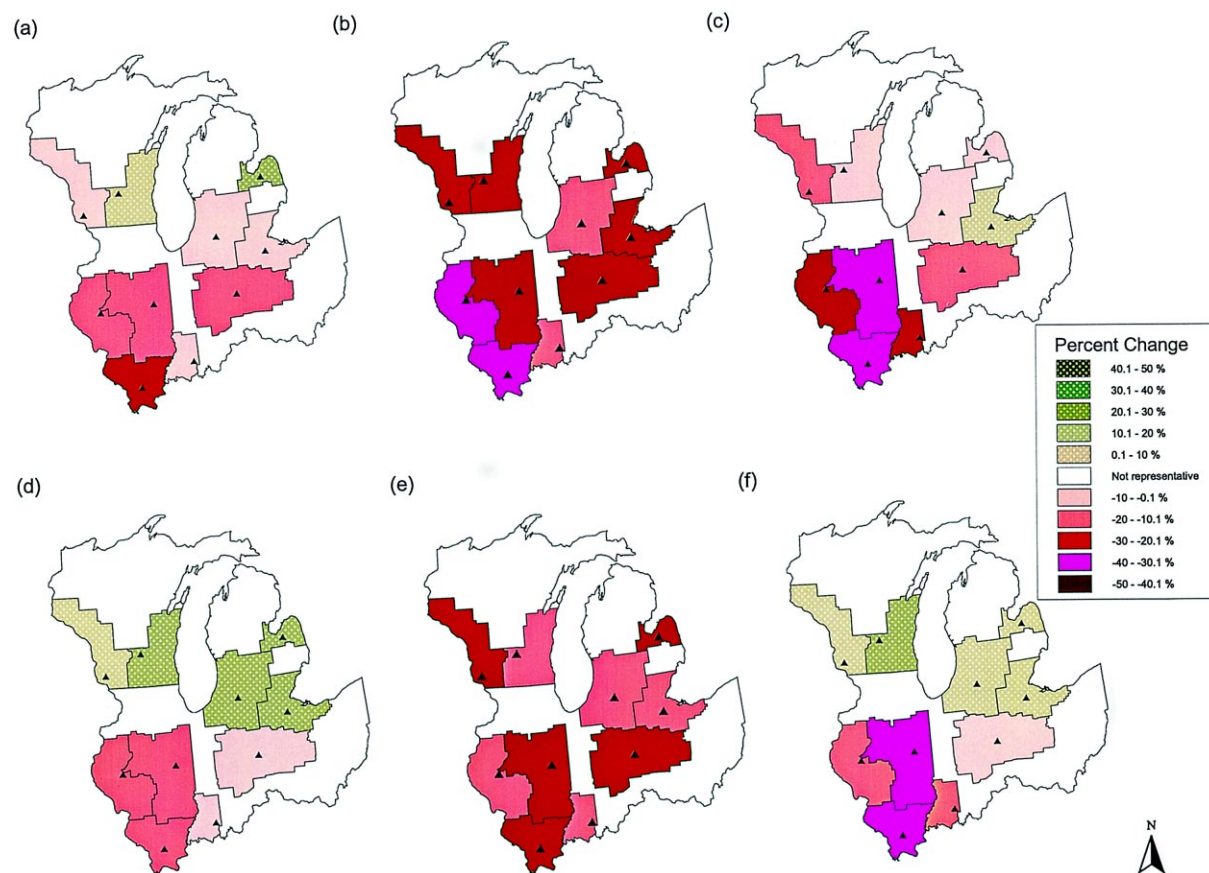 (a)
(b)
(c)
Percent Change
40.1 - 50 %
30.1 - 40 %
20.1 - 30 %
10.1 - 20 %
0.1 - 10 %
Not representative
-10 - -0.1 %
-20 - -10.1 %
-30 - -20.1 %
-40 - -30.1 %
-50 - -40.1 %
(d)
(e)
(f)
N